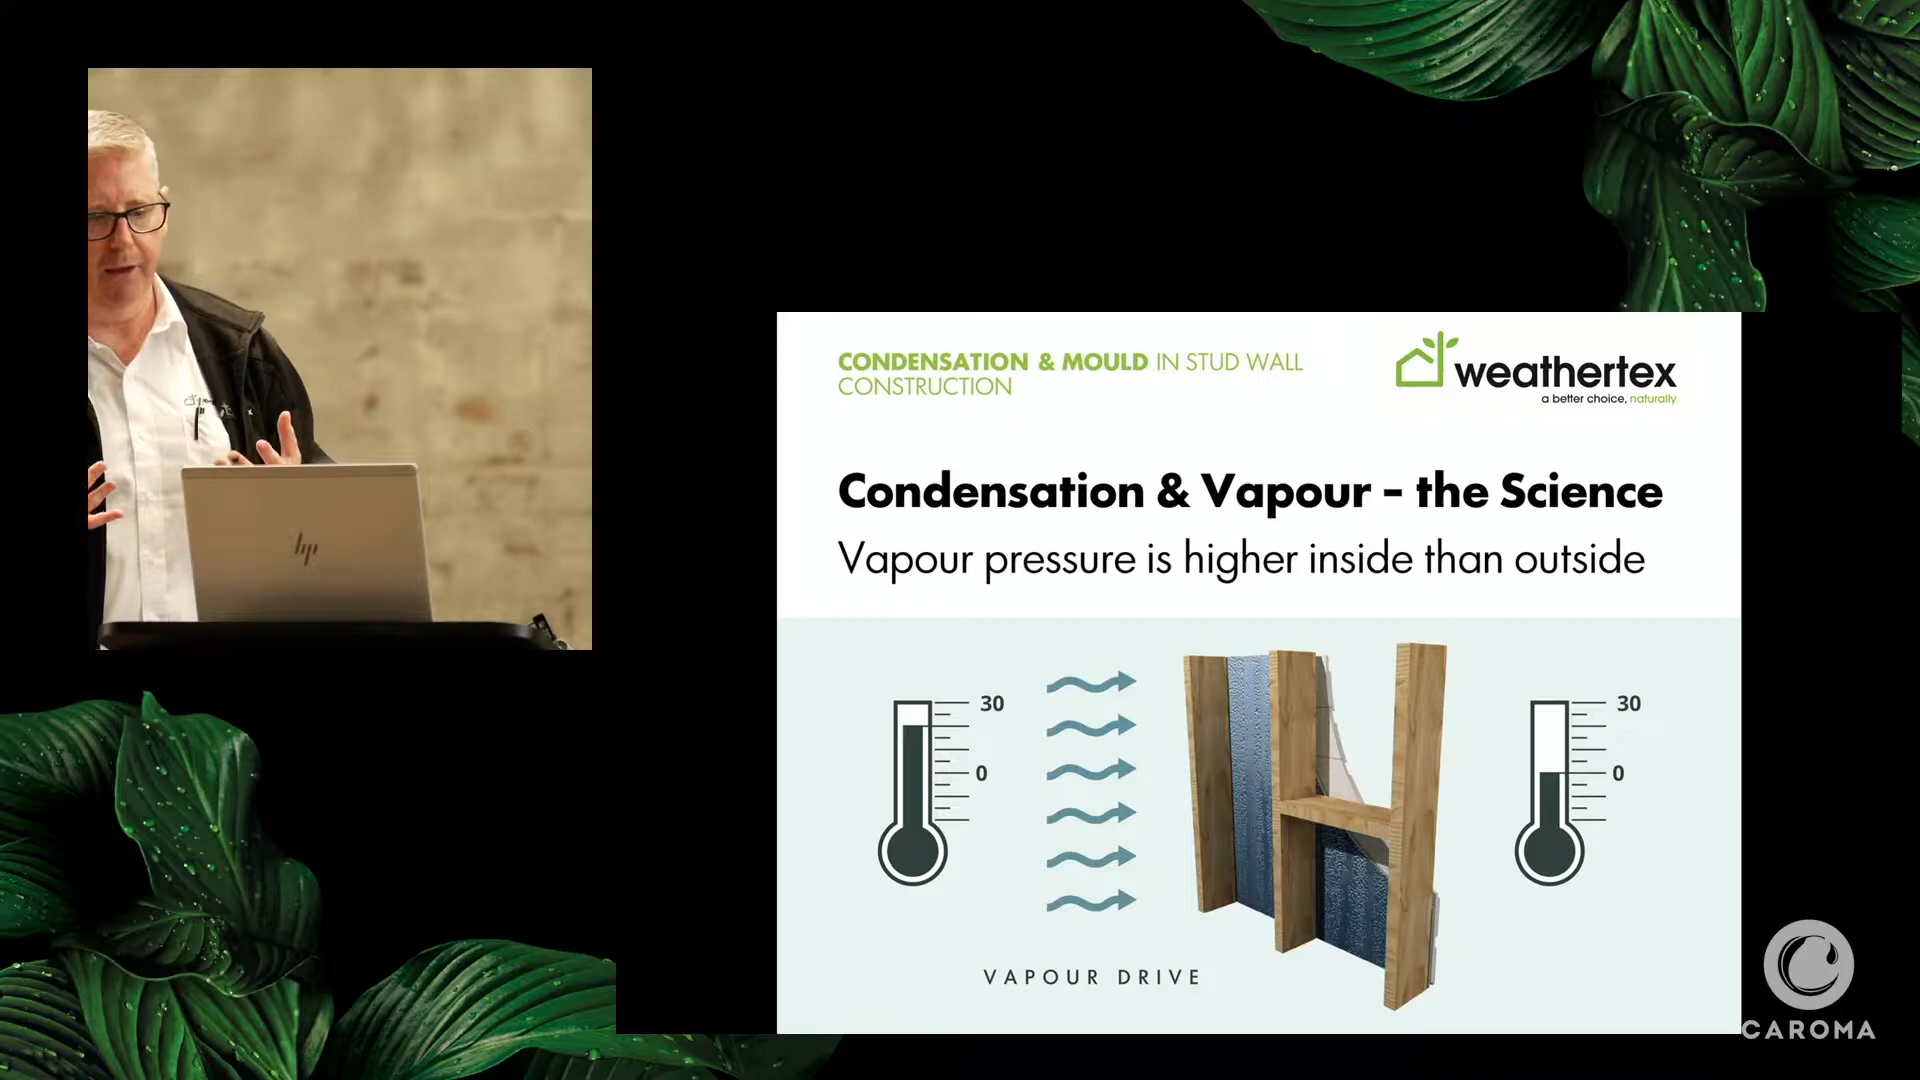 CONDENSATION & MOULD IN STUD WALL
CONSTRUCTION
weathertex
a better choice, naturally
Condensation & Vapour – the Science
Vapour pressure is higher inside than outside
30
0
30
0
VAPOUR DRIVE
hp
CAROMA